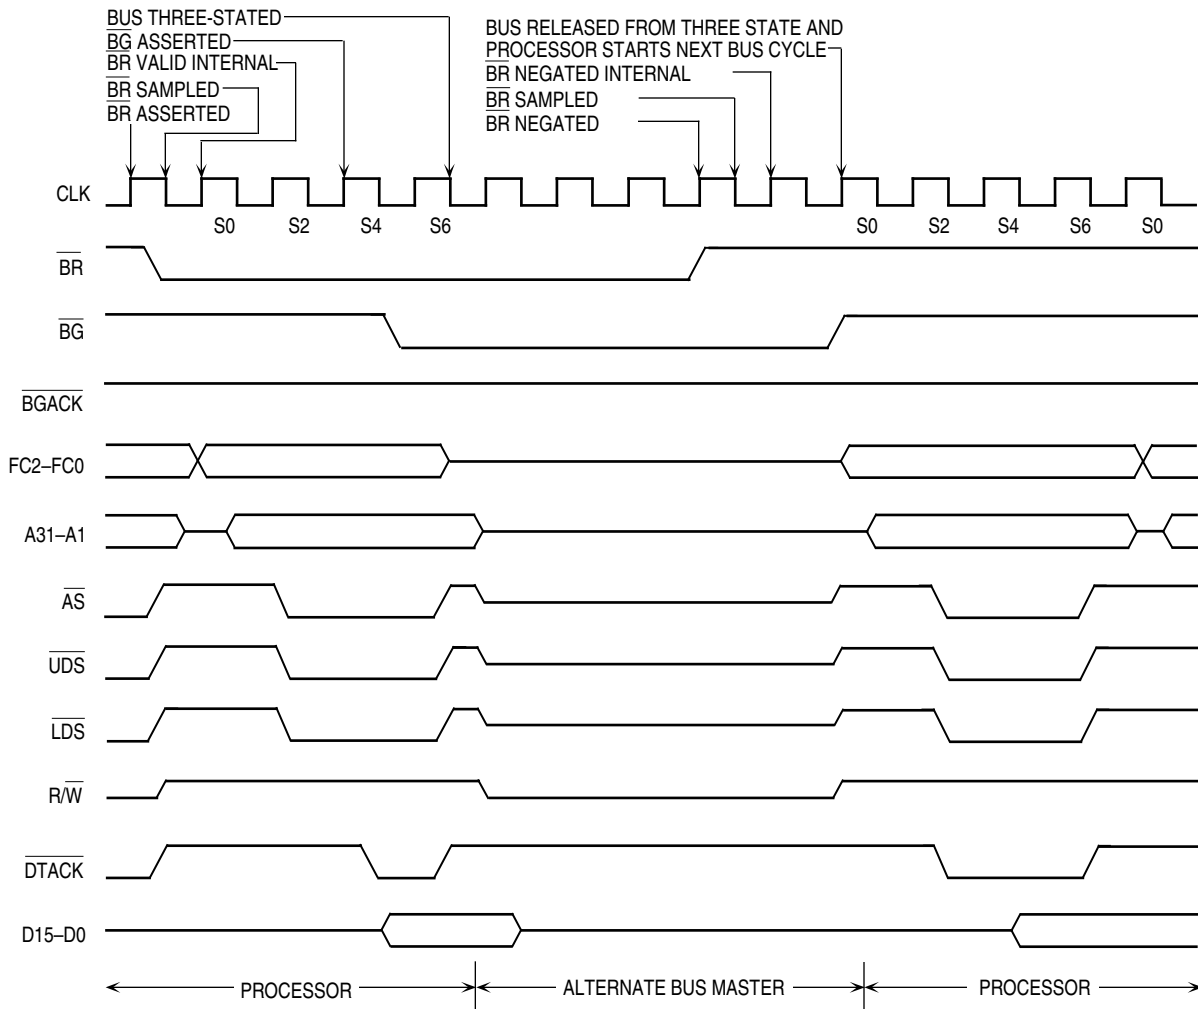 BUS THREE-STATED
BG ASSERTED
BR VALID INTERNAL
BR SAMPLED
BR ASSERTED
BUS RELEASED FROM THREE STATE AND
PROCESSOR STARTS NEXT BUS CYCLE
BR NEGATED INTERNAL
BR SAMPLED
BR NEGATED
CLK
S0 S2 S4 S6 S0 S2 S4 S6 S0
BR
BG
BGACK
FC2–FC0
A31–A1
AS
UDS
LDS
R/W
DTACK
D15–D0
PROCESSOR ALTERNATE BUS MASTER PROCESSOR